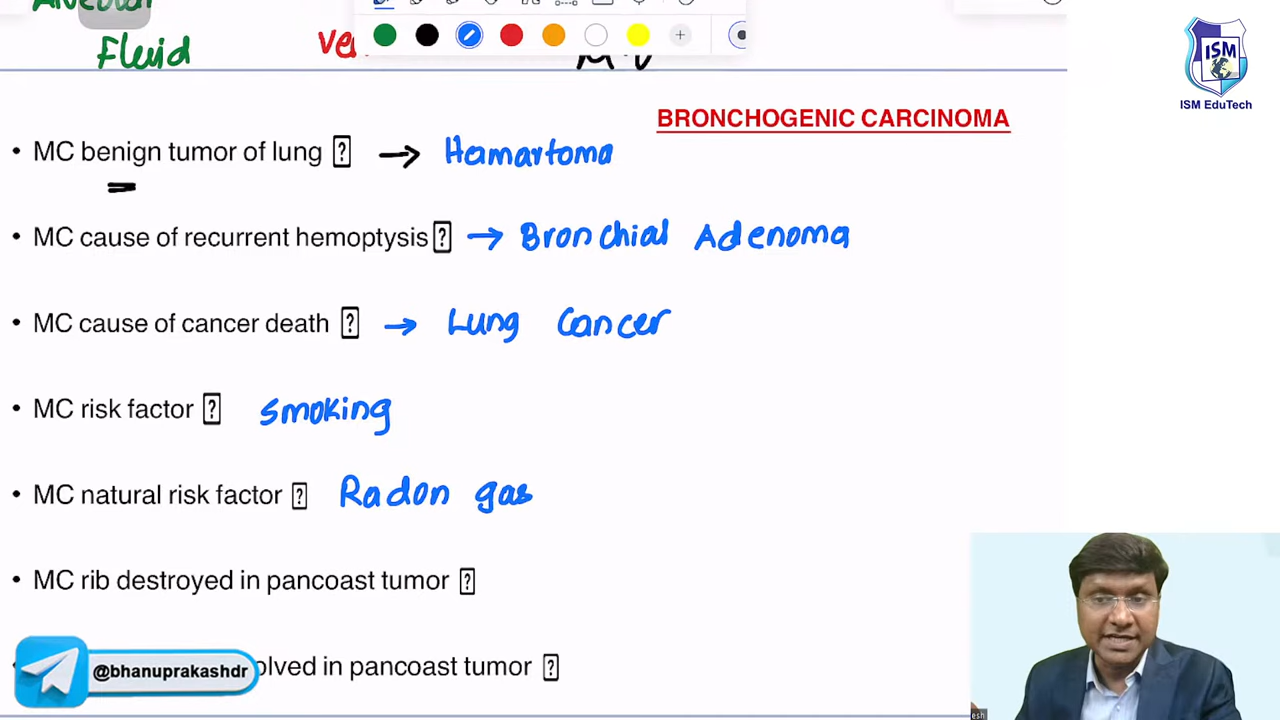 Fluid
ISM
ISM EduTech
BRONCHOGENIC CARCINOMA
• MC benign tumor of lung → Hamartoma
• MC cause of recurrent hemoptysis → Bronchial Adenoma
• MC cause of cancer death → Lung Cancer
• MC risk factor Smoking
• MC natural risk factor Radon gas
• MC rib destroyed in pancoast tumor
@bhanuprakashdr in pancoast tumor